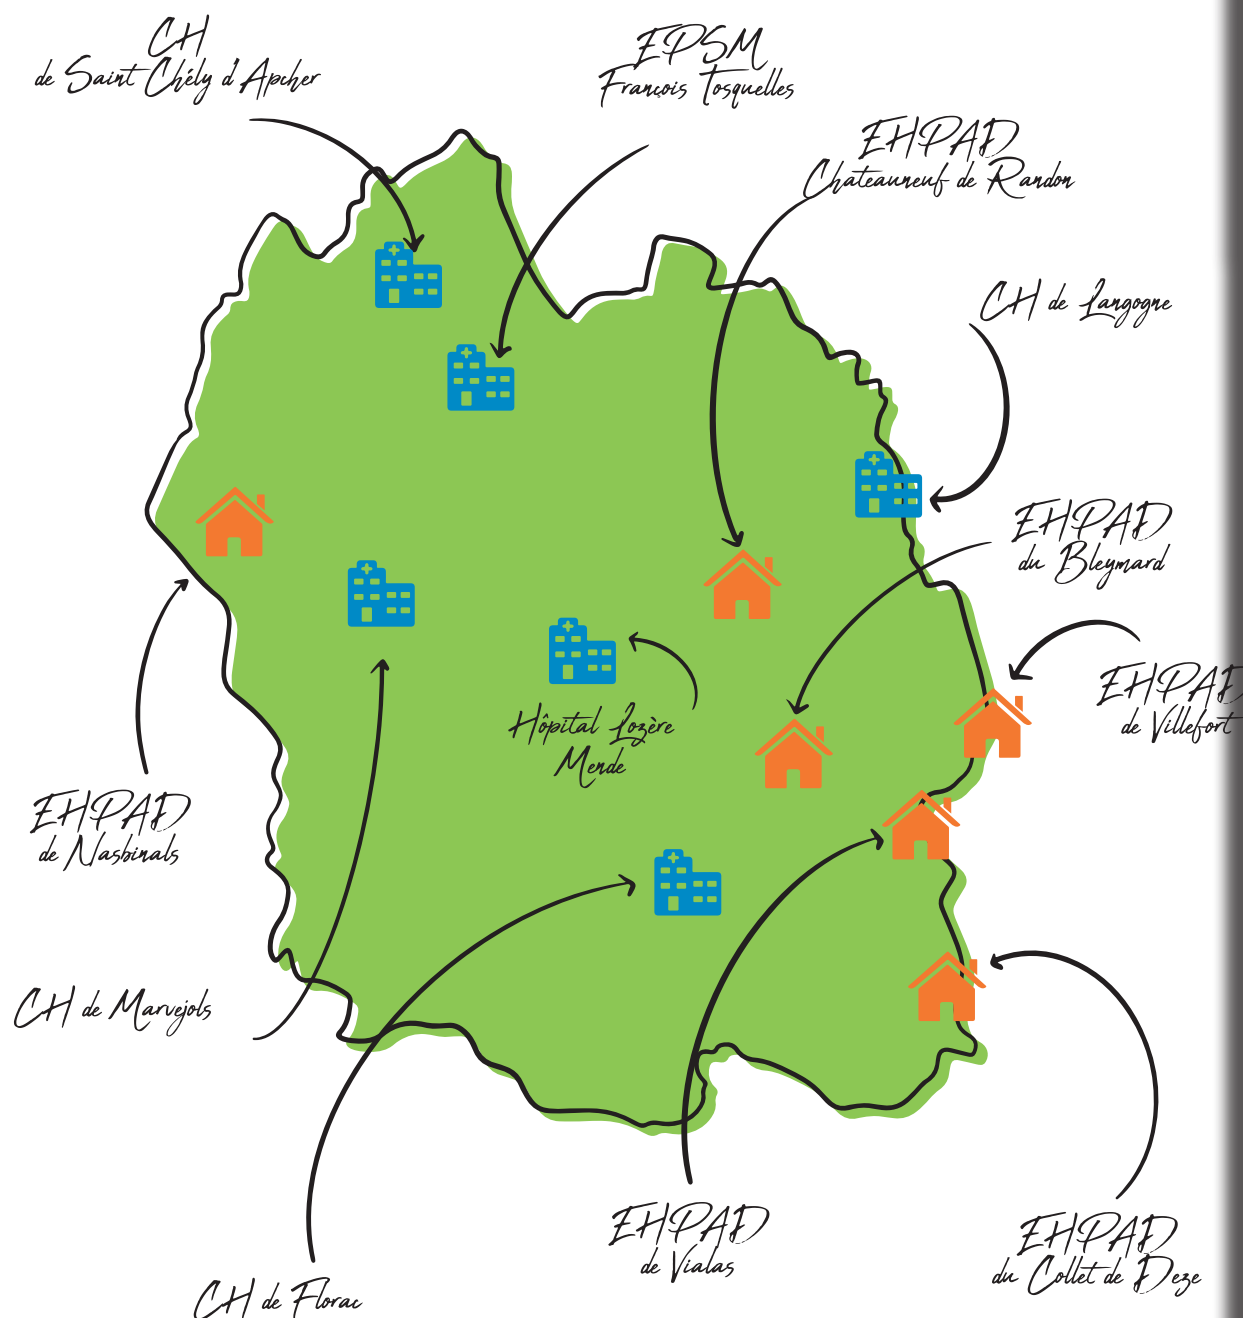 CH
de Saint Chély d'Apcher
EPSM
François Tosquelles
EHPAD
Chateauneuf de Randon
CH de Langogne
EHPAD
du Bleymard
EHPAD
de Villefort
Hôpital Lozère
Mende
EHPAD
de Nasbinals
CH de Marvejols
EHPAD
de Vialas
EHPAD
du Collet de Deze
CH de Florac